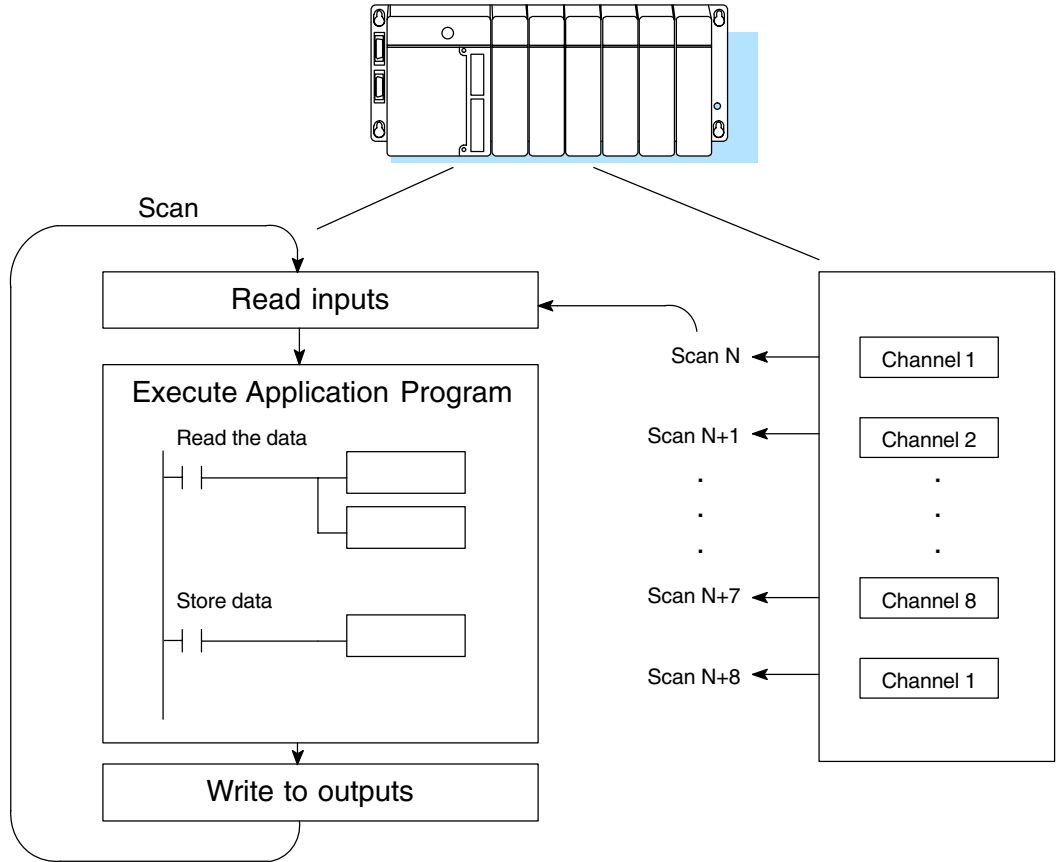 Scan
Read inputs
Execute Application Program
Read the data
Store data
Write to outputs
Scan N
Channel 1
Scan N+1
Channel 2
.
.
.
.
.
.
Scan N+7
Channel 8
Scan N+8
Channel 1